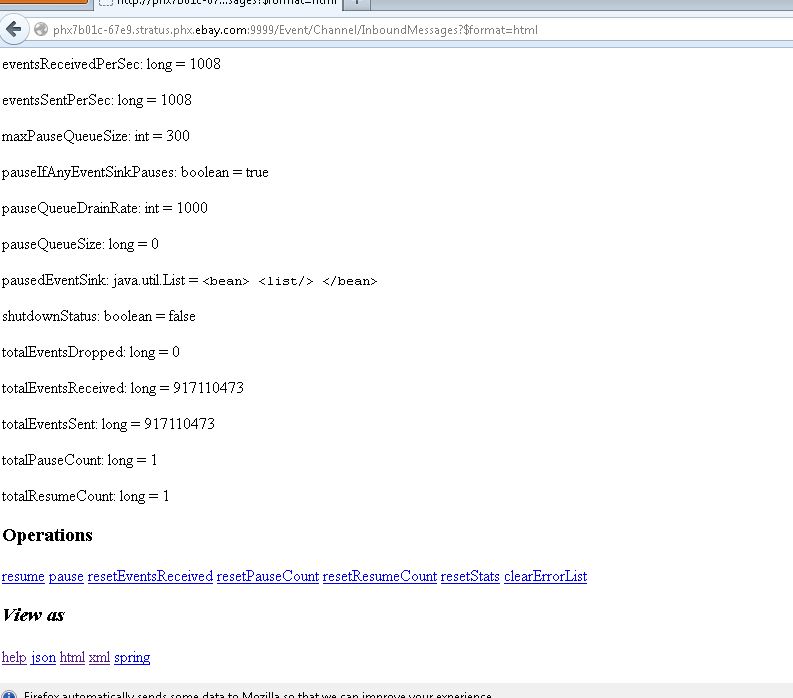 http://phx7b01c-67...sages?$format=html
phx7b01c-67e9.stratus.phx.ebay.com:9999/Event/Channel/InboundMessages?$format=html
eventsReceivedPerSec: long = 1008
eventsSentPerSec: long = 1008
maxPauseQueueSize: int = 300
pauseIfAnyEventSinkPauses: boolean = true
pauseQueueDrainRate: int = 1000
pauseQueueSize: long = 0
pausedEventSink: java.util.List = <bean> <list/> </bean>
shutdownStatus: boolean = false
totalEventsDropped: long = 0
totalEventsReceived: long = 917110473
totalEventsSent: long = 917110473
totalPauseCount: long = 1
totalResumeCount: long = 1
Operations
resume pause resetEventsReceived resetPauseCount resetResumeCount resetStats clearErrorList
View as
help json html xml spring
Firefox automatically sends some data to Mozilla so that we can improve your experience.